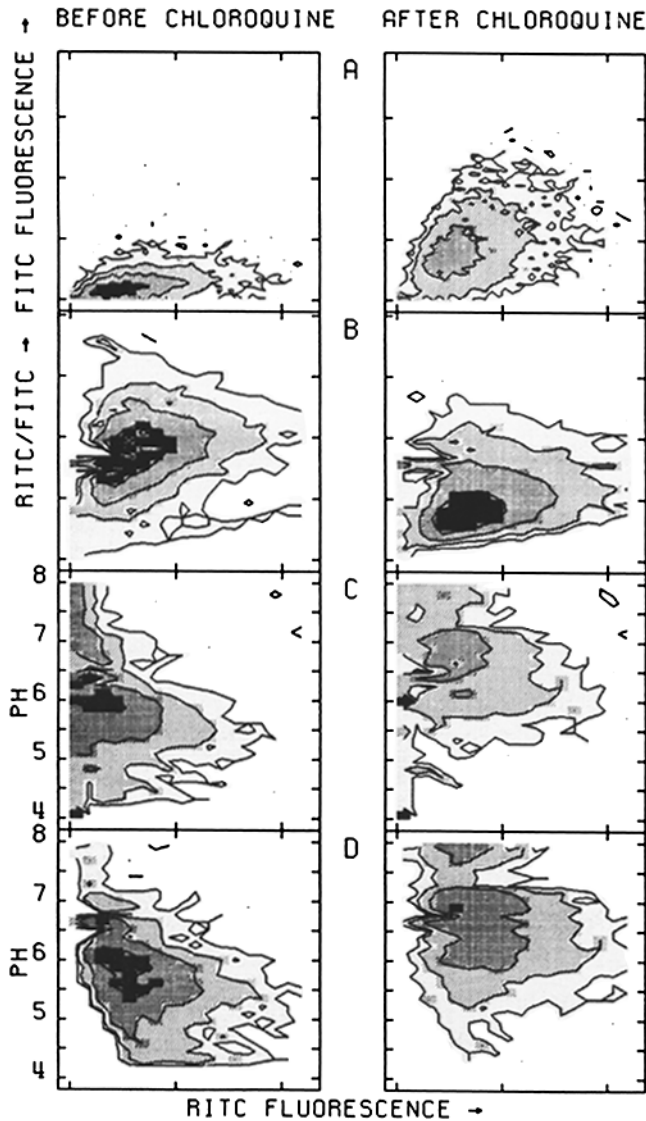 BEFORE CHLOROQUINE
AFTER CHLOROQUINE
FITC FLUORESCENCE →
A
RITC/FITC →
B
8
7
6
5
4
PH
C
8
7
6
5
4
PH
D
RITC FLUORESCENCE →